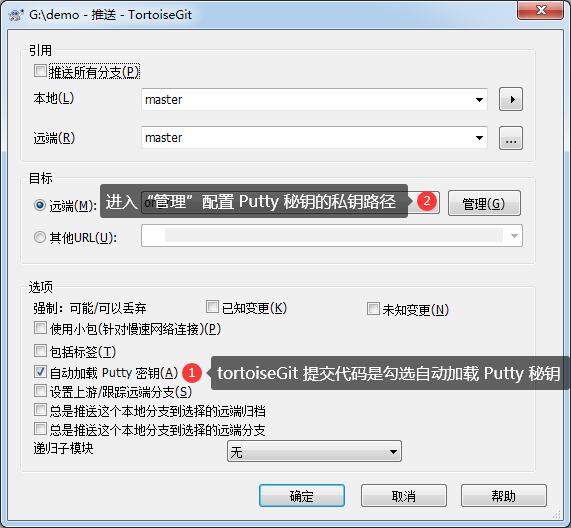 G:\demo - 推送 - TortoiseGit
引用
推送所有分支(P)
本地(L) master
远端(R) master ...
目标
远端(M): 进入“管理”配置 Putty 秘钥的私钥路径 2 管理(G)
其他URL(U):
选项
强制：可能/可以丢弃 已知变更(K) 未知变更(N)
使用小包(针对慢速网络连接)(P)
包括标签(T)
自动加载 Putty 密钥(A) 1 tortoiseGit 提交代码是勾选自动加载 Putty 秘钥
设置上游/跟踪远端分支(S)
总是推送这个本地分支到选择的远端归档
总是推送这个本地分支到选择的远端分支
递归子模块 无
确定 取消 帮助